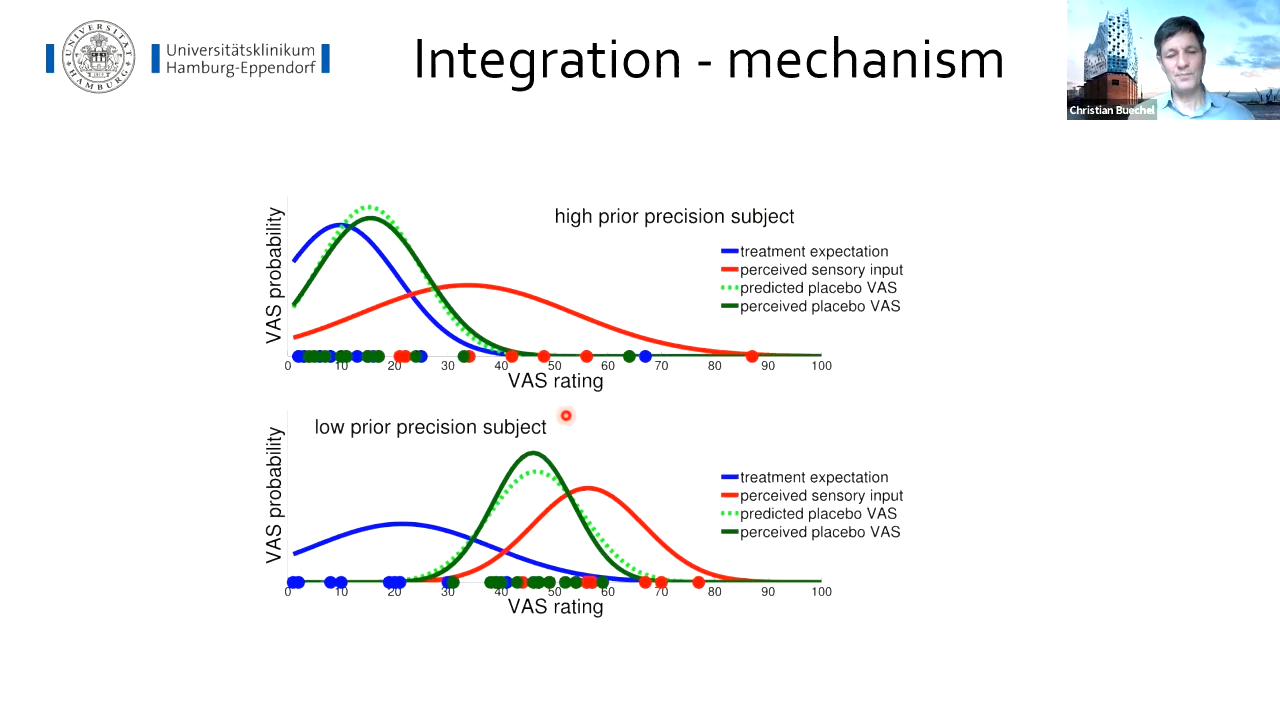 UNIVERSITÄT
HAMBURG
Universitätsklinikum
Hamburg-Eppendorf
Integration - mechanism
Christian Buechel
high prior precision subject
VAS probability
treatment expectation
perceived sensory input
predicted placebo VAS
perceived placebo VAS
0 10 20 30 40 50 60 70 80 90 100
VAS rating
low prior precision subject
VAS probability
treatment expectation
perceived sensory input
predicted placebo VAS
perceived placebo VAS
0 10 20 30 40 50 60 70 80 90 100
VAS rating